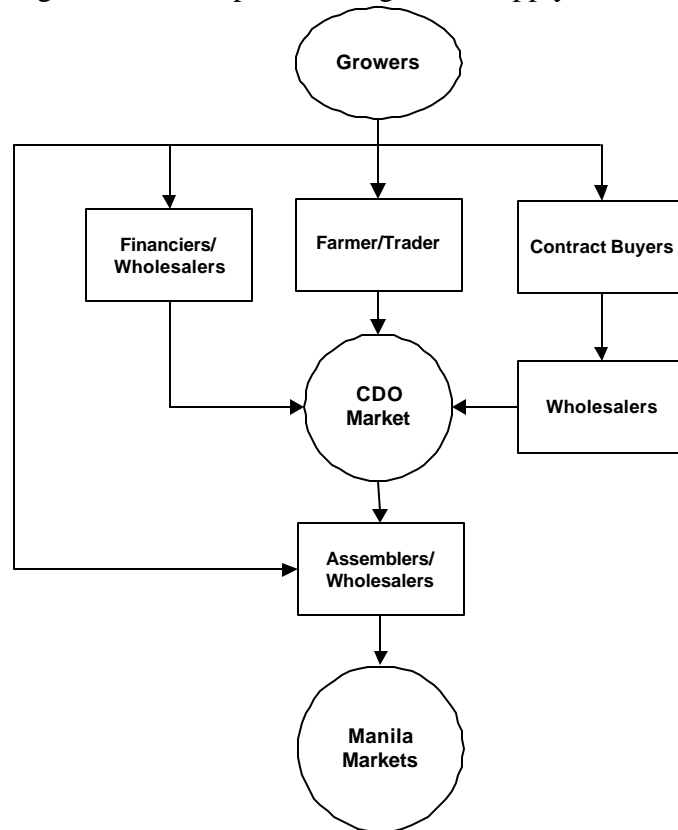 Growers
Financiers/
Wholesalers
Farmer/Trader
Contract Buyers
CDO
Market
Wholesalers
Assemblers/
Wholesalers
Manila
Markets